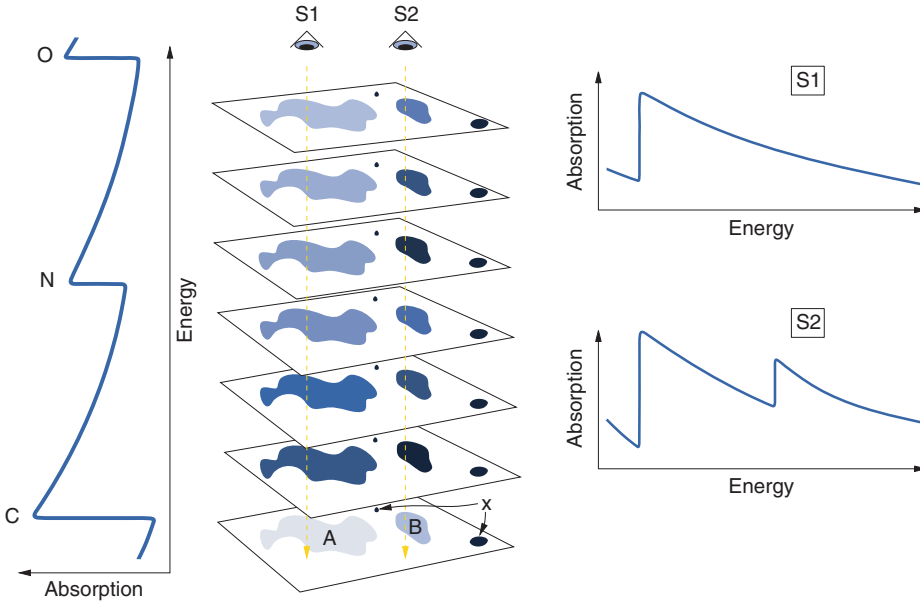 O
N
C
Energy
Absorption
S1
S2
A
B
x
S1
Absorption
Energy
S2
Absorption
Energy